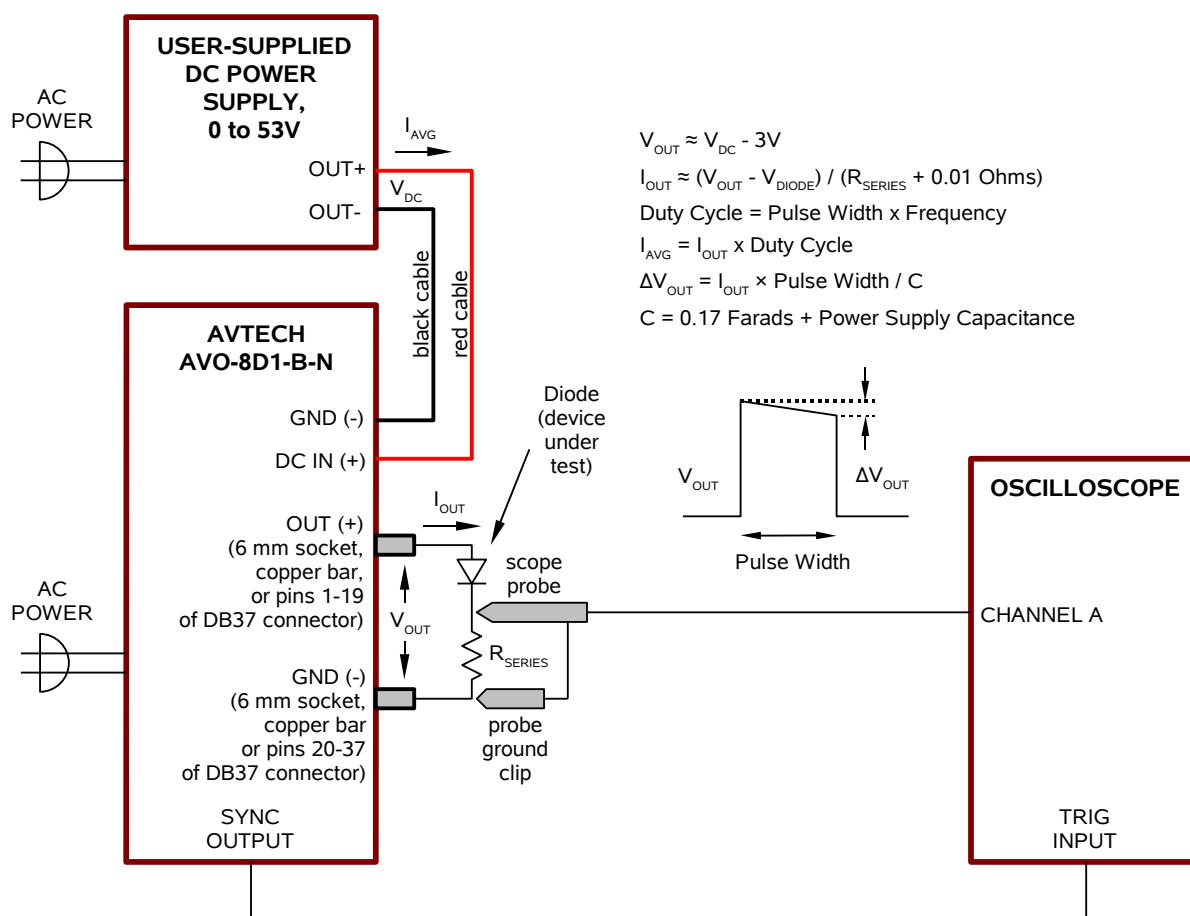 USER-SUPPLIED
DC POWER
SUPPLY,
0 to 53V
AC
POWER
I_AVG
OUT+
V_DC
OUT-
black cable
red cable
V_OUT ≈ V_DC - 3V
I_OUT ≈ (V_OUT - V_DIODE) / (R_SERIES + 0.01 Ohms)
Duty Cycle = Pulse Width x Frequency
I_AVG = I_OUT x Duty Cycle
ΔV_OUT = I_OUT × Pulse Width / C
C = 0.17 Farads + Power Supply Capacitance
AVTECH
AVO-8D1-B-N
GND (-)
DC IN (+)
Diode
(device
under
test)
I_OUT
OUT (+)
(6 mm socket,
copper bar,
or pins 1-19
of DB37 connector)
AC
POWER
V_OUT
scope
probe
R_SERIES
GND (-)
(6 mm socket,
copper bar
or pins 20-37
of DB37 connector)
probe
ground
clip
SYNC
OUTPUT
V_OUT
ΔV_OUT
Pulse Width
OSCILLOSCOPE
CHANNEL A
TRIG
INPUT